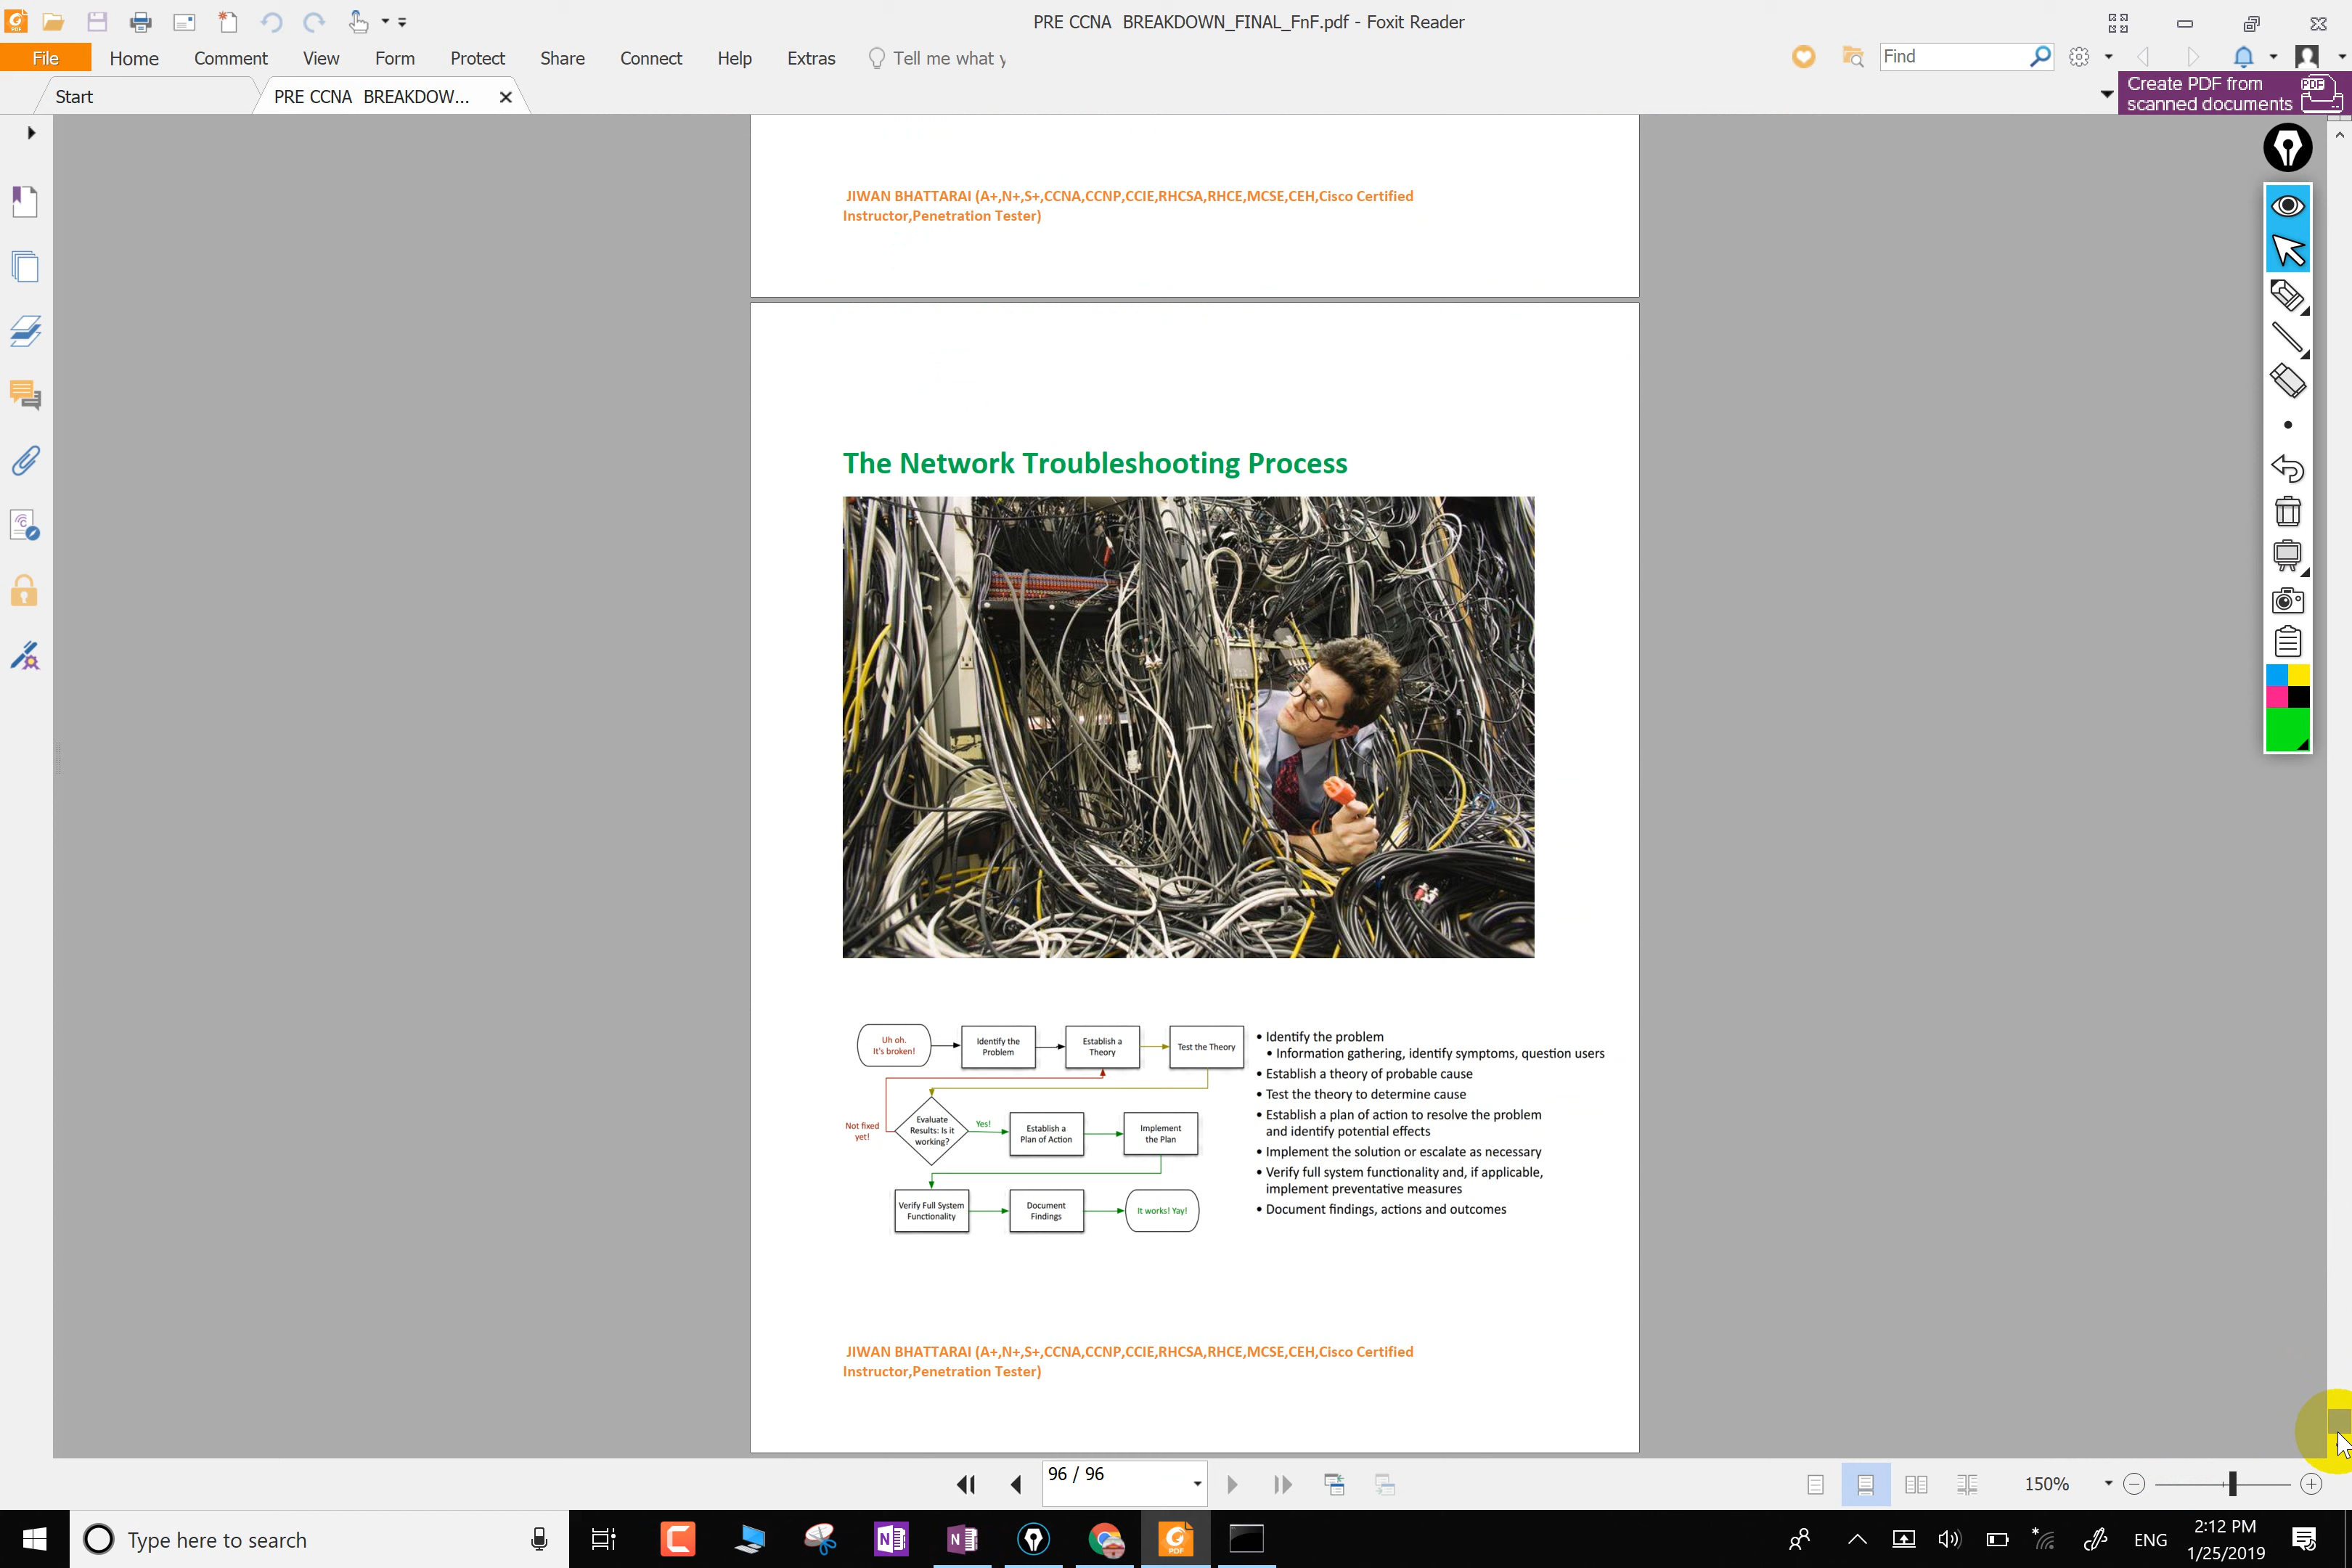 PRE CCNA  BREAKDOWN_FINAL_FnF.pdf - Foxit Reader
File Home Comment View Form Protect Share Connect Help Extras Tell me what y Find
Start PRE CCNA  BREAKDOW... Create PDF from
scanned documents PDF
JIWAN BHATTARAI (A+,N+,S+,CCNA,CCNP,CCIE,RHCSA,RHCE,MCSE,CEH,Cisco Certified
Instructor,Penetration Tester)
The Network Troubleshooting Process
Uh oh.
It's broken!
Identify the
Problem
Establish a
Theory
Test the Theory
Not fixed
yet!
Evaluate
Results: Is it
working?
Yes!
Establish a
Plan of Action
Implement
the Plan
Verify Full System
Functionality
Document
Findings
It works! Yay!
• Identify the problem
• Information gathering, identify symptoms, question users
• Establish a theory of probable cause
• Test the theory to determine cause
• Establish a plan of action to resolve the problem
and identify potential effects
• Implement the solution or escalate as necessary
• Verify full system functionality and, if applicable,
implement preventative measures
• Document findings, actions and outcomes
JIWAN BHATTARAI (A+,N+,S+,CCNA,CCNP,CCIE,RHCSA,RHCE,MCSE,CEH,Cisco Certified
Instructor,Penetration Tester)
96 / 96 150%
Type here to search ENG 2:12 PM
1/25/2019